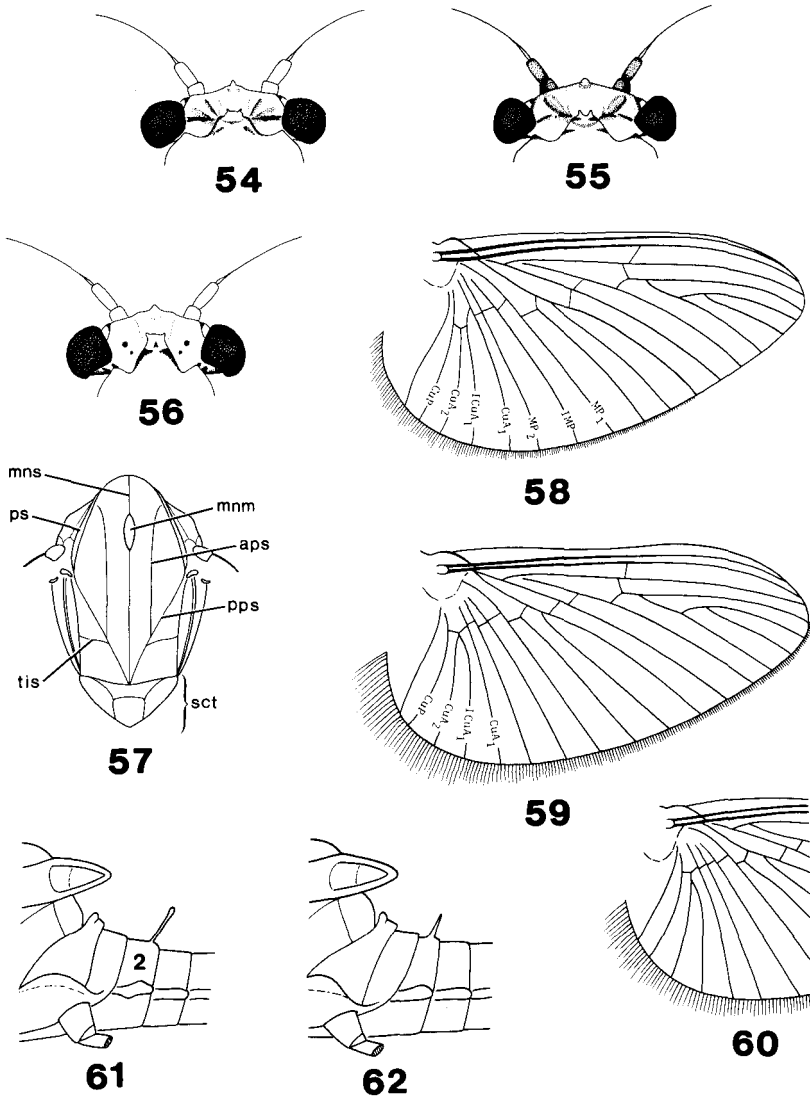 54
55
56
58
CuP
CuA2
ICuA1
CuA1
MP2
IMP
MP1
mns
ps
mnm
aps
pps
tis
sct
57
59
CuP
CuA2
ICuA1
CuA1
60
2
61
62